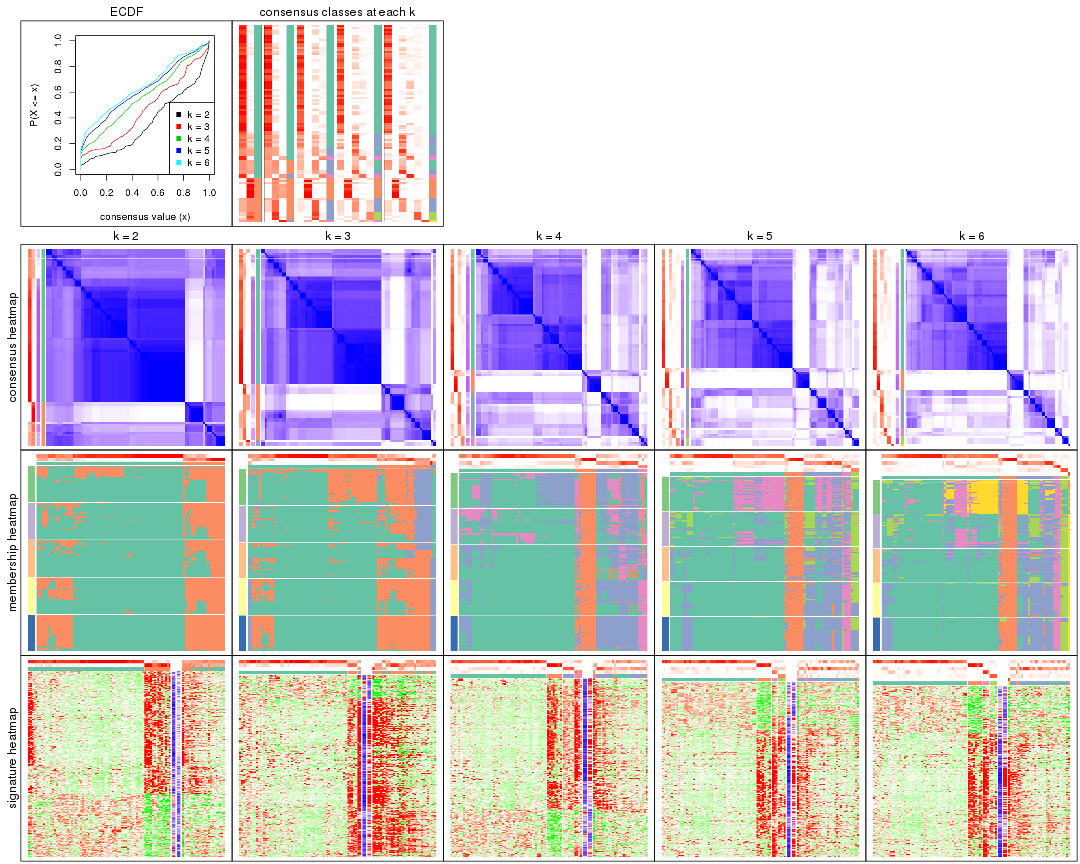 ECDF
consensus classes at each k
P(X <= x)
1.0
0.8
0.6
0.4
0.2
0.0
k = 2
k = 3
k = 4
k = 5
k = 6
0.0 0.2 0.4 0.6 0.8 1.0
consensus value (x)
k = 2
k = 3
k = 4
k = 5
k = 6
consensus heatmap
membership heatmap
signature heatmap